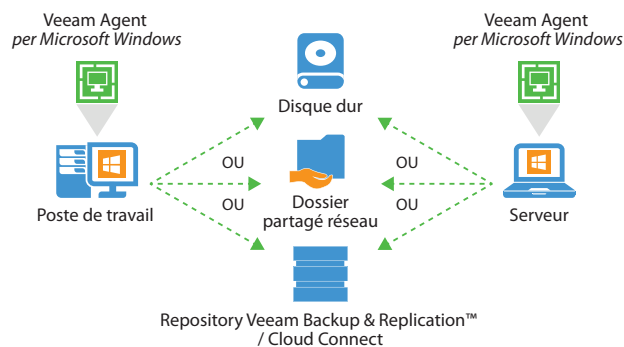 Veeam Agent
per Microsoft Windows
Veeam Agent
per Microsoft Windows
Disque dur
OU
OU
Poste de travail
OU
Dossier
partagé réseau
OU
Serveur
Repository Veeam Backup & Replication™
/ Cloud Connect